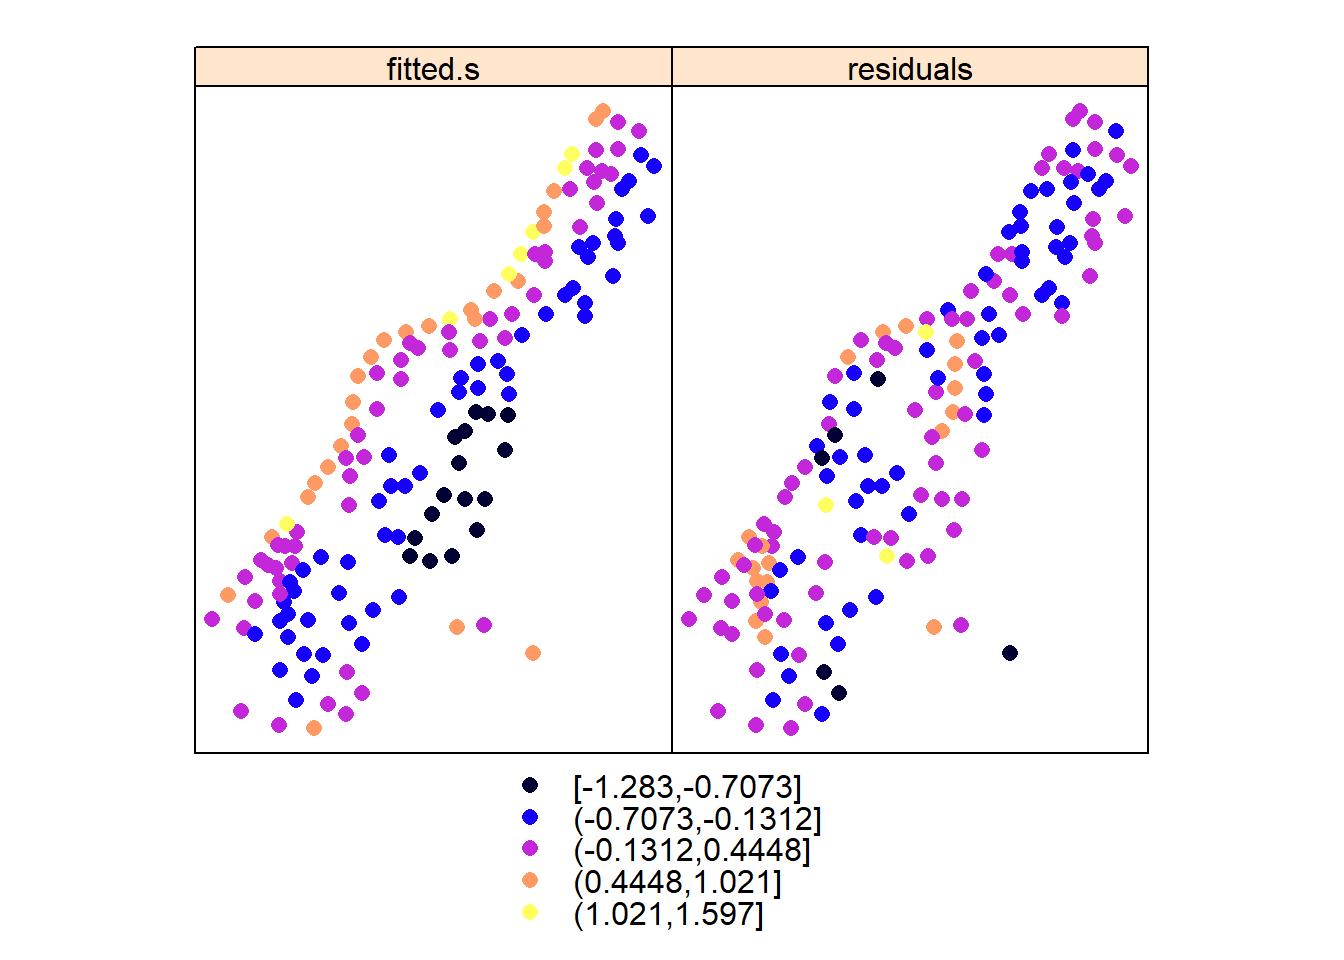 fitted.s
residuals
[-1.283,-0.7073]
(-0.7073,-0.1312]
(-0.1312,0.4448]
(0.4448,1.021]
(1.021,1.597]